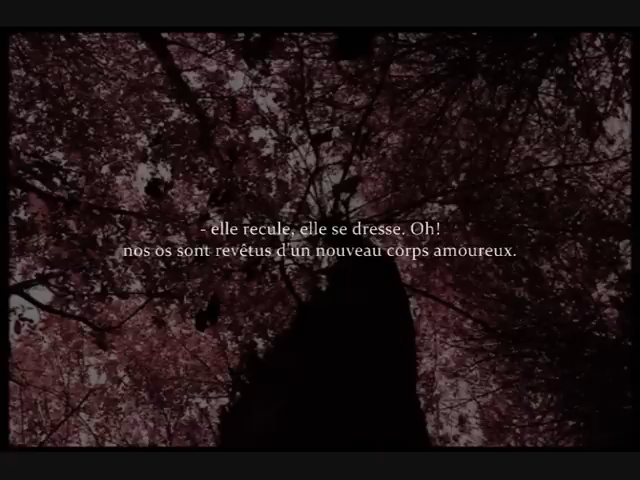 - elle recule, elle se dresse. Oh!
nos os sont revêtus d'un nouveau corps amoureux.